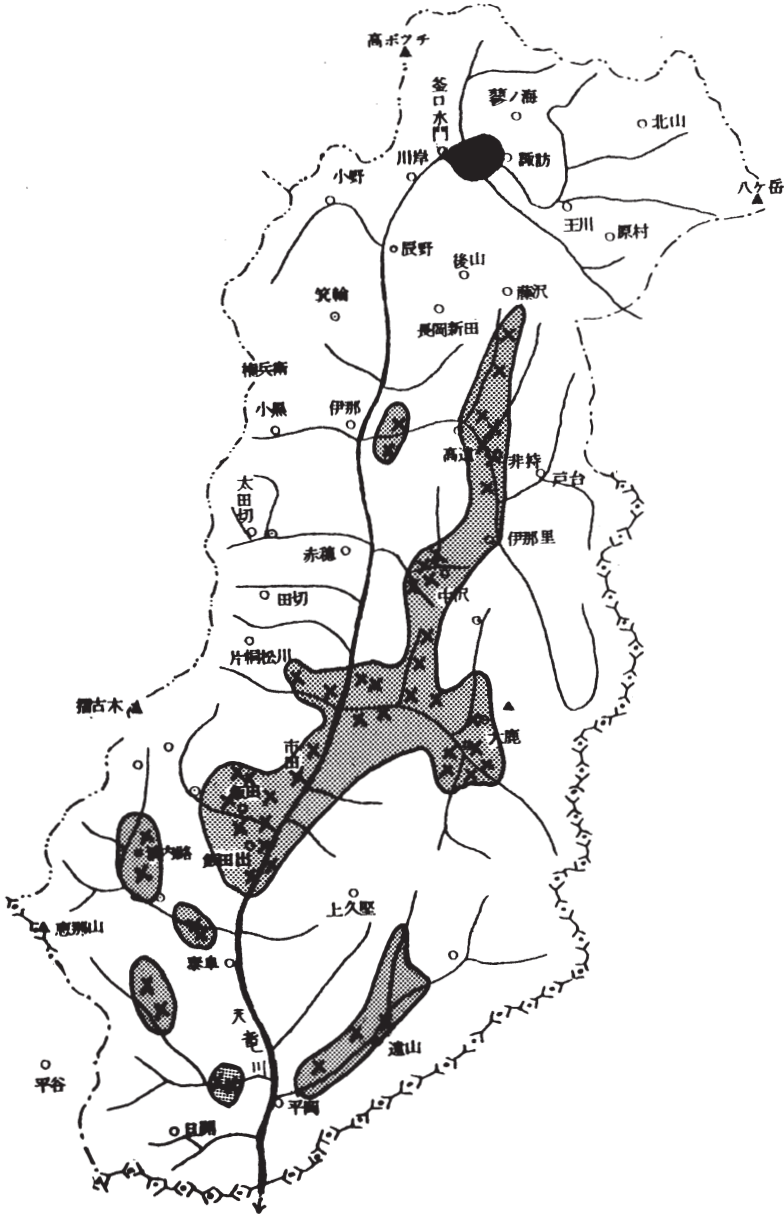 高ボッチ
釜口水門
蓼ノ海
北山
川岸
諏訪
小野
八ケ岳
玉川
原村
辰野
後山
藤沢
箕輪
長岡新田
権兵衛
小黒
伊那
高遠
非持
戸台
太田切
伊那里
赤穂
中沢
田切
片桐松川
摺古木
大鹿
市田
飯田
飯田出
恵那山
上久堅
泰阜
天竜川
遠山
平谷
平岡
旦開